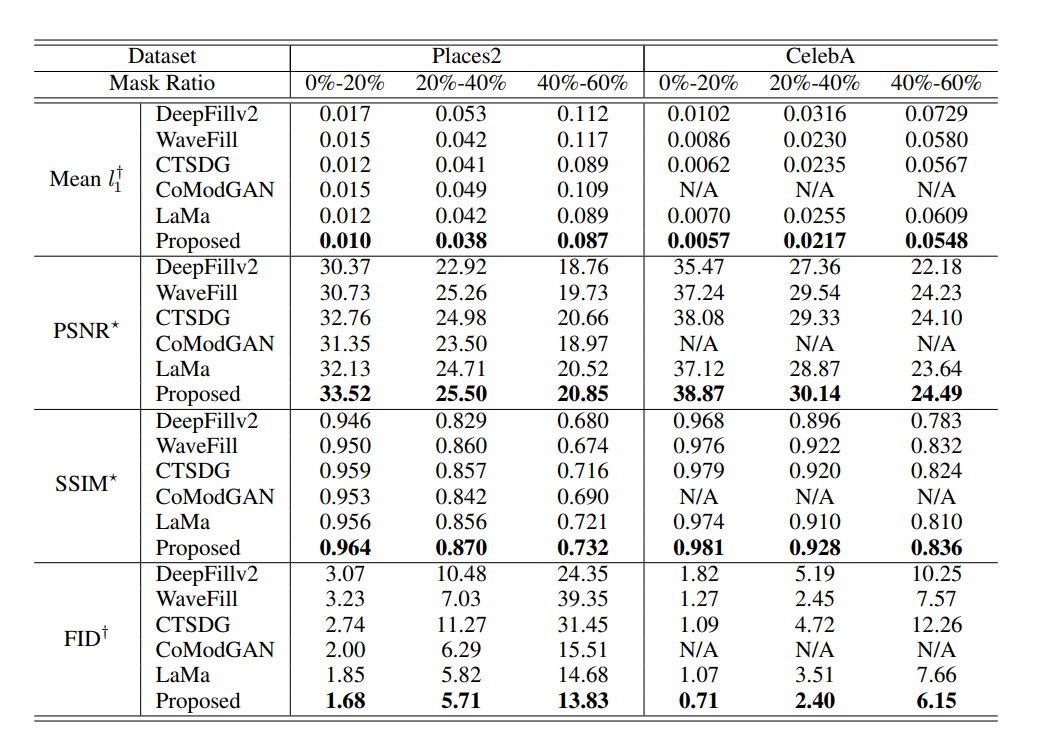 Dataset Places2 CelebA
Mask Ratio 0%-20% 20%-40% 40%-60% 0%-20% 20%-40% 40%-60%
DeepFillv2 0.017 0.053 0.112 0.0102 0.0316 0.0729
WaveFill 0.015 0.042 0.117 0.0086 0.0230 0.0580
CTSDG 0.012 0.041 0.089 0.0062 0.0235 0.0567
Mean l₁† CoModGAN 0.015 0.049 0.109 N/A N/A N/A
LaMa 0.012 0.042 0.089 0.0070 0.0255 0.0609
Proposed 0.010 0.038 0.087 0.0057 0.0217 0.0548
DeepFillv2 30.37 22.92 18.76 35.47 27.36 22.18
WaveFill 30.73 25.26 19.73 37.24 29.54 24.23
CTSDG 32.76 24.98 20.66 38.08 29.33 24.10
PSNR⋆ CoModGAN 31.35 23.50 18.97 N/A N/A N/A
LaMa 32.13 24.71 20.52 37.12 28.87 23.64
Proposed 33.52 25.50 20.85 38.87 30.14 24.49
DeepFillv2 0.946 0.829 0.680 0.968 0.896 0.783
WaveFill 0.950 0.860 0.674 0.976 0.922 0.832
CTSDG 0.959 0.857 0.716 0.979 0.920 0.824
SSIM⋆ CoModGAN 0.953 0.842 0.690 N/A N/A N/A
LaMa 0.956 0.856 0.721 0.974 0.910 0.810
Proposed 0.964 0.870 0.732 0.981 0.928 0.836
DeepFillv2 3.07 10.48 24.35 1.82 5.19 10.25
WaveFill 3.23 7.03 39.35 1.27 2.45 7.57
CTSDG 2.74 11.27 31.45 1.09 4.72 12.26
FID† CoModGAN 2.00 6.29 15.51 N/A N/A N/A
LaMa 1.85 5.82 14.68 1.07 3.51 7.66
Proposed 1.68 5.71 13.83 0.71 2.40 6.15